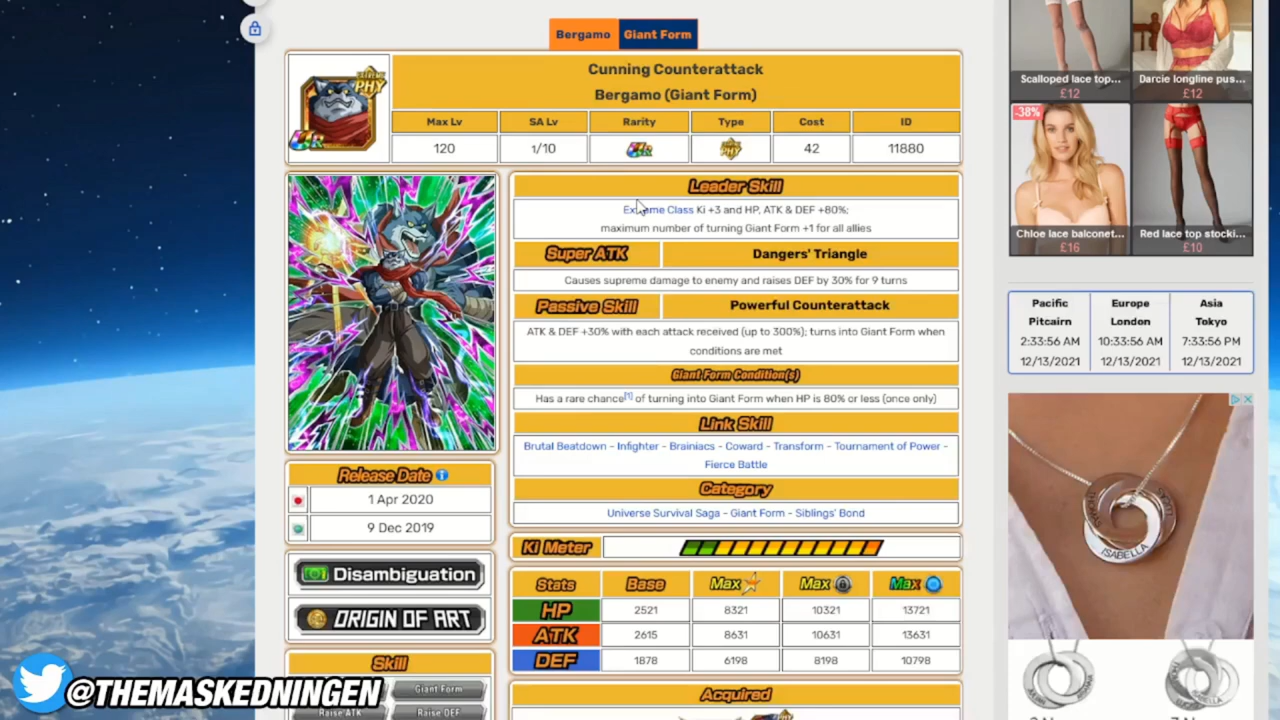 Bergamo Giant Form
Cunning Counterattack
Bergamo (Giant Form)
Max Lv SA Lv Rarity Type Cost ID
120 1/10 UR EXTREME PHY 42 11880
EXTREME PHY
UR
Leader Skill
Extreme Class Ki +3 and HP, ATK & DEF +80%;
maximum number of turning Giant Form +1 for all allies
Super ATK Dangers' Triangle
Causes supreme damage to enemy and raises DEF by 30% for 9 turns
Passive Skill Powerful Counterattack
ATK & DEF +30% with each attack received (up to 300%); turns into Giant Form when
conditions are met
Giant Form Condition(s)
Has a rare chance[1] of turning into Giant Form when HP is 80% or less (once only)
Link Skill
Brutal Beatdown - Infighter - Brainiacs - Coward - Transform - Tournament of Power -
Fierce Battle
Category
Universe Survival Saga - Giant Form - Siblings' Bond
Ki Meter
Stats Base Max Max Max
HP 2521 8321 10321 13721
ATK 2615 8631 10631 13631
DEF 1878 6198 8198 10798
Acquired
Release Date
1 Apr 2020
9 Dec 2019
Disambiguation
ORIGIN OF ART
Skill
Giant Form
Raise ATK Raise DEF
@THEMASKEDNINGEN
Scalloped lace top...
£12
Darcie longline pus...
£12
-38%
Chloe lace balconet...
£16
Red lace top stocki...
£10
Pacific Europe Asia
Pitcairn London Tokyo
2:33:56 AM 10:33:56 AM 7:33:56 PM
12/13/2021 12/13/2021 12/13/2021
ISABELLA